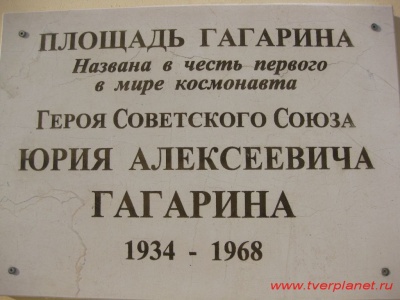 ПЛОЩАДЬ ГАГАРИНА
Названа в честь первого
в мире космонавта
ГЕРОЯ СОВЕТСКОГО СОЮЗА
ЮРИЯ АЛЕКСЕЕВИЧА
ГАГАРИНА
1934 - 1968
www.tverplanet.ru